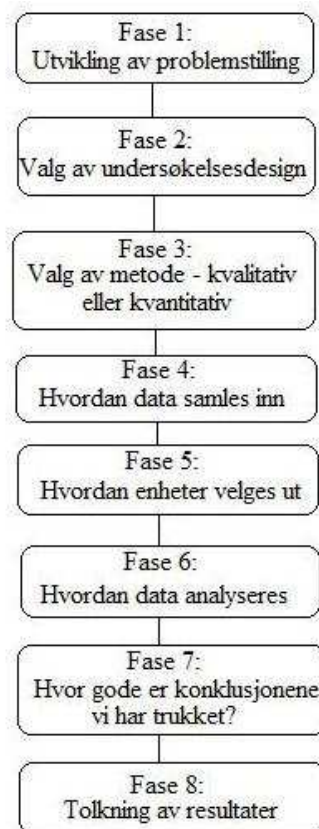 Fase 1:
Utvikling av problemstilling
Fase 2:
Valg av undersøkelsesdesign
Fase 3:
Valg av metode - kvalitativ
eller kvantitativ
Fase 4:
Hvordan data samles inn
Fase 5:
Hvordan enheter velges ut
Fase 6:
Hvordan data analyseres
Fase 7:
Hvor gode er konklusjonene
vi har trukket?
Fase 8:
Tolkning av resultater